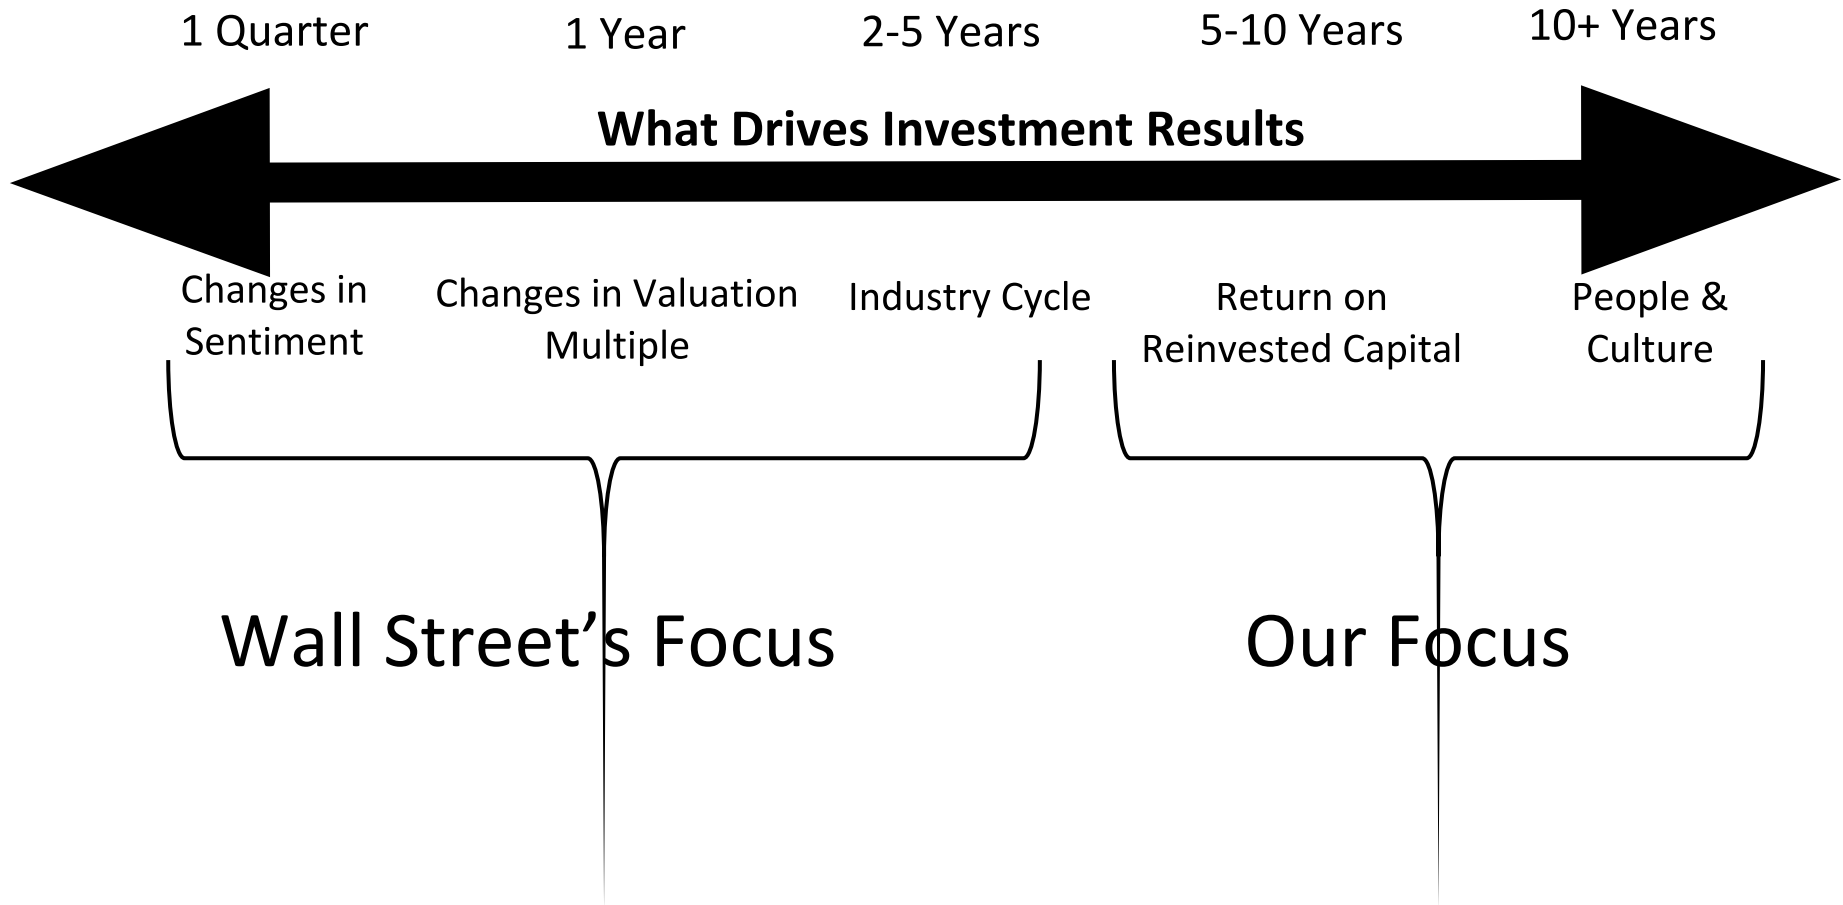 1 Quarter
1 Year
2-5 Years
5-10 Years
10+ Years
What Drives Investment Results
Changes in
Sentiment
Changes in Valuation
Multiple
Industry Cycle
Return on
Reinvested Capital
People &
Culture
Wall Street’s Focus
Our Focus